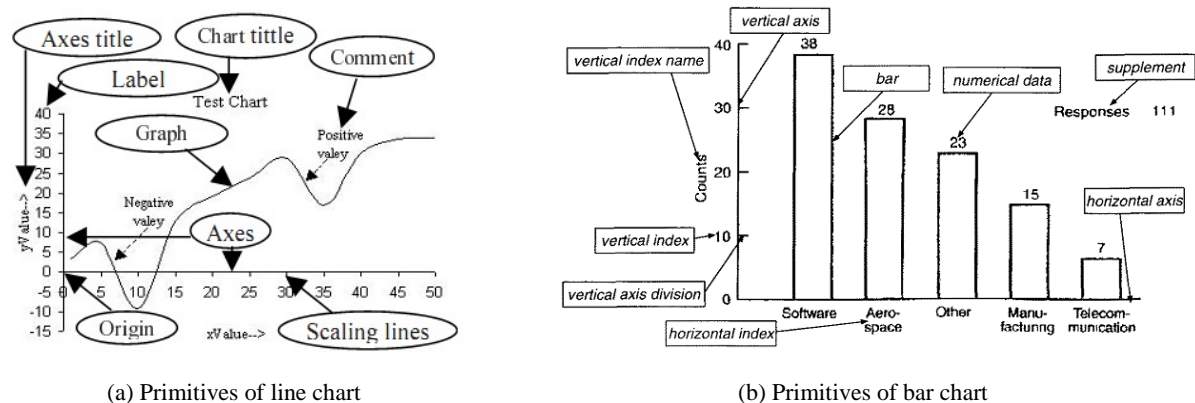 Axes title
Chart tittle
Comment
Label
Test Chart
Graph
Positive
valey
Negative
valey
Axes
yValue-->
40
35
30
25
20
15
10
5
0
-5
-10
-15
0 5 10 15 20 25 30 35 40 45 50
Origin
xValue-->
Scaling lines
(a) Primitives of line chart
vertical axis
vertical index name
bar
numerical data
supplement
Responses 111
40
30
20
10
0
Counts
38
28
23
15
7
horizontal axis
vertical index
vertical axis division
horizontal index
Software
Aero-
space
Other
Manu-
facturing
Telecom-
munication
(b) Primitives of bar chart